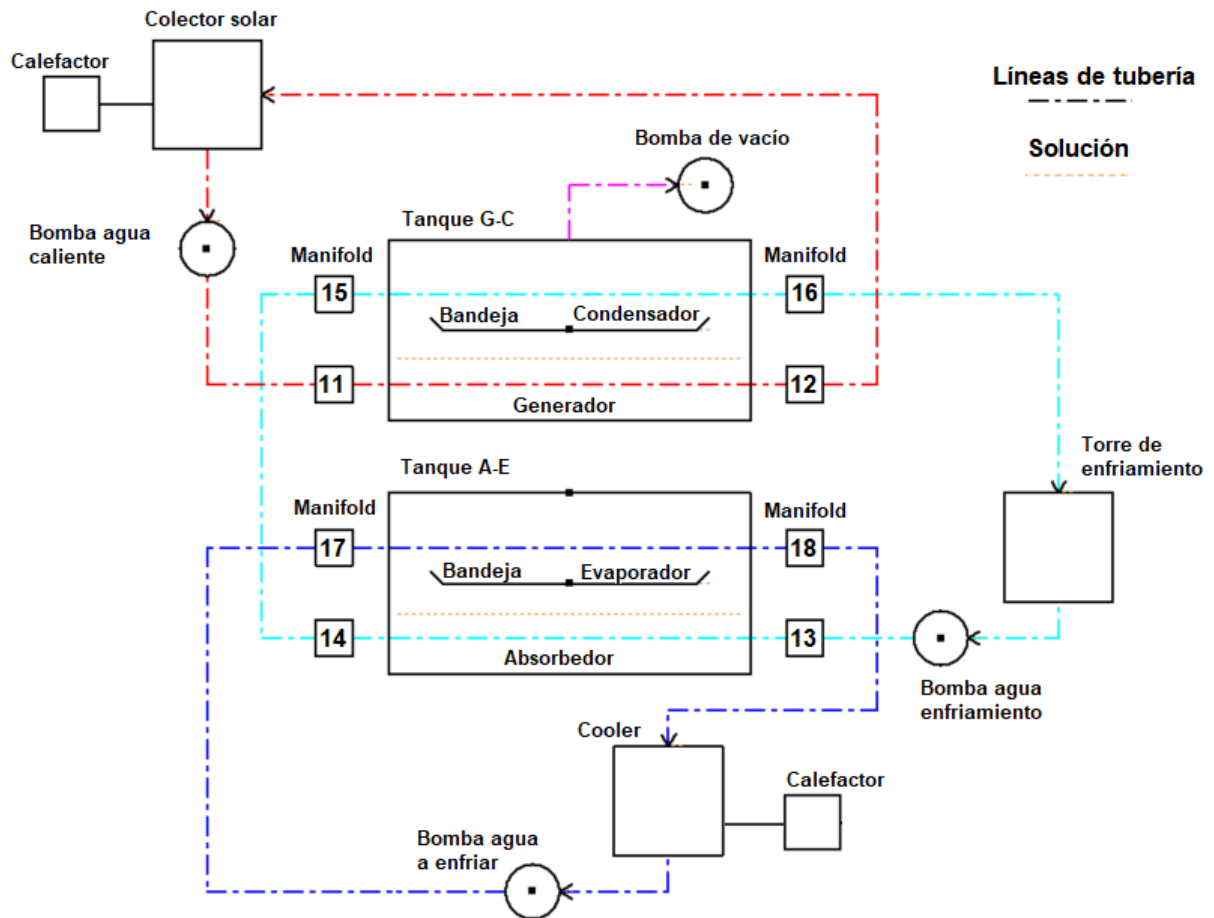 Colector solar
Calefactor
Líneas de tubería
Solución
Bomba de vacío
Bomba agua
caliente
Tanque G-C
Manifold
Manifold
15
16
Bandeja
Condensador
11
12
Generador
Tanque A-E
Torre de
enfriamiento
Manifold
Manifold
17
18
Bandeja
Evaporador
14
13
Absorbedor
Bomba agua
enfriamiento
Cooler
Calefactor
Bomba agua
a enfriar